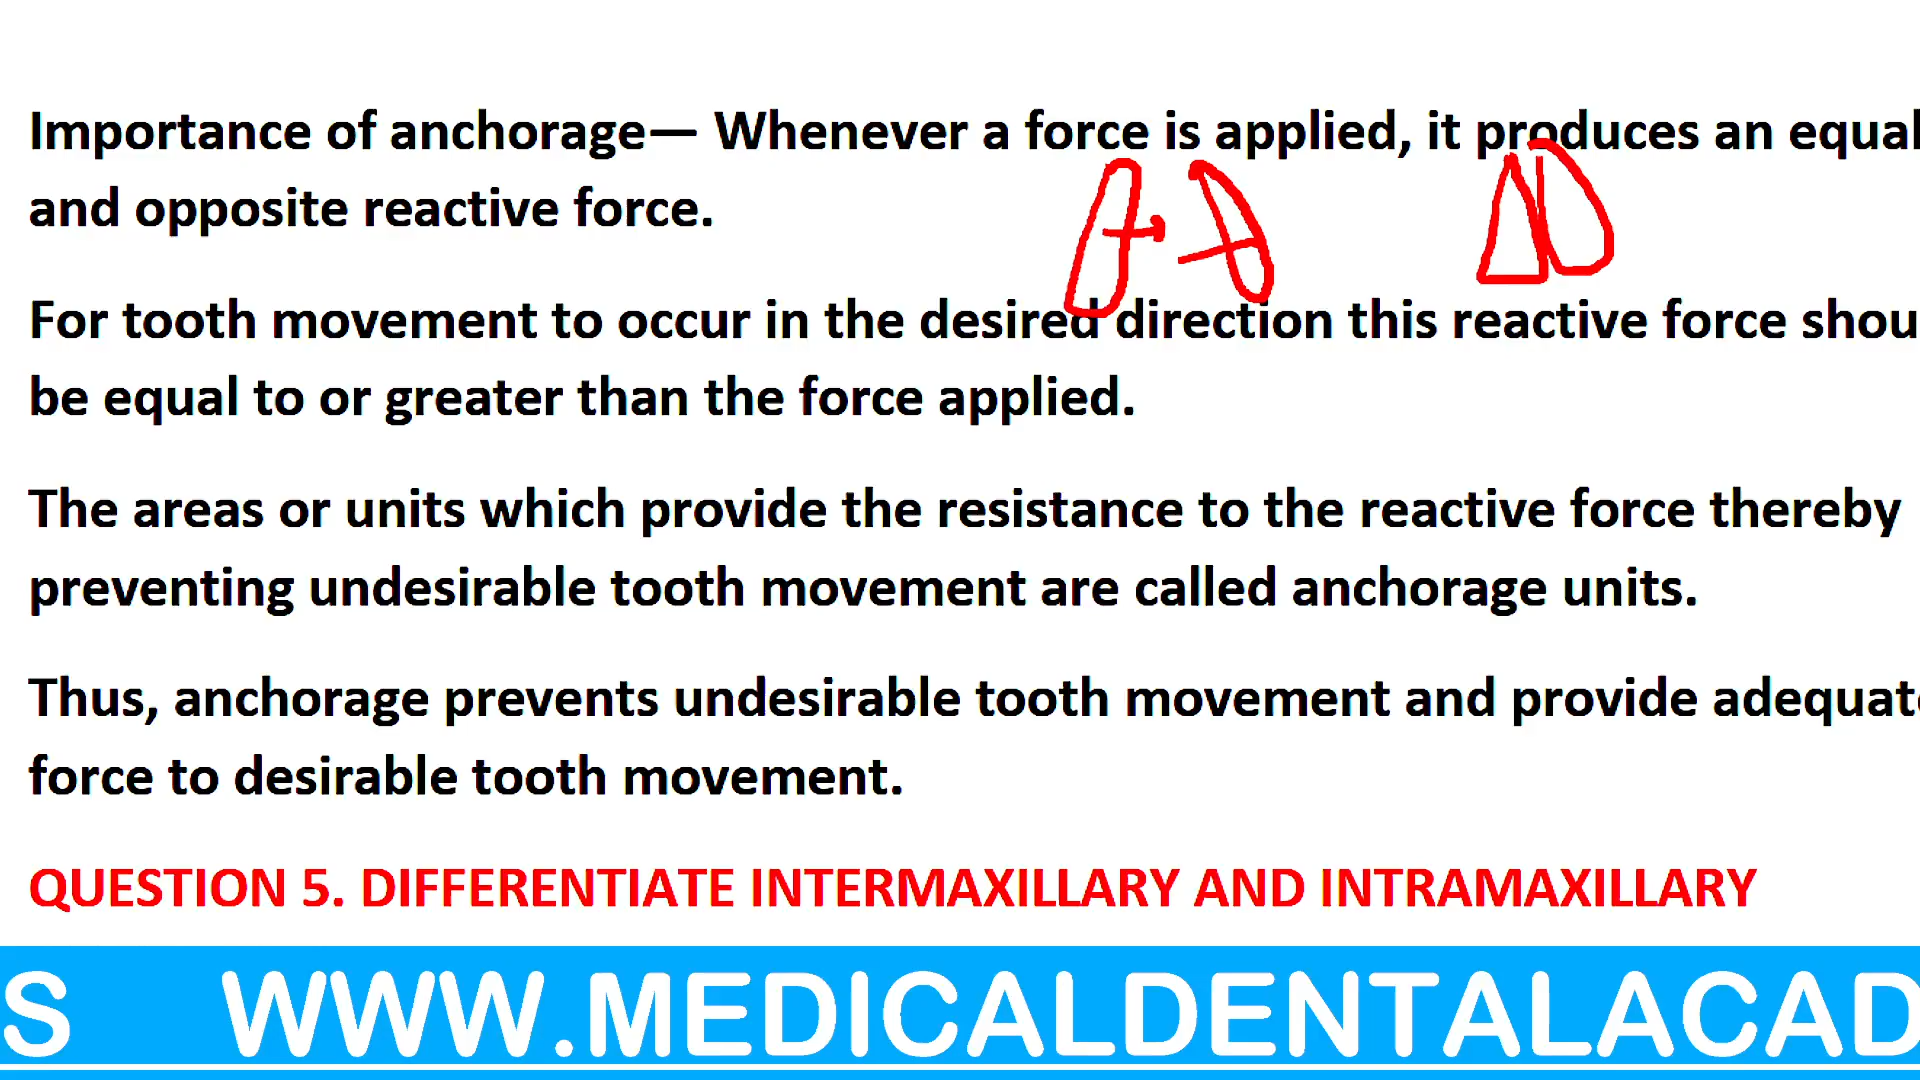 Importance of anchorage— Whenever a force is applied, it produces an equal
and opposite reactive force.
For tooth movement to occur in the desired direction this reactive force shou
be equal to or greater than the force applied.
The areas or units which provide the resistance to the reactive force thereby
preventing undesirable tooth movement are called anchorage units.
Thus, anchorage prevents undesirable tooth movement and provide adequate
force to desirable tooth movement.
QUESTION 5. DIFFERENTIATE INTERMAXILLARY AND INTRAMAXILLARY
S WWW.MEDICALDENTALACAD